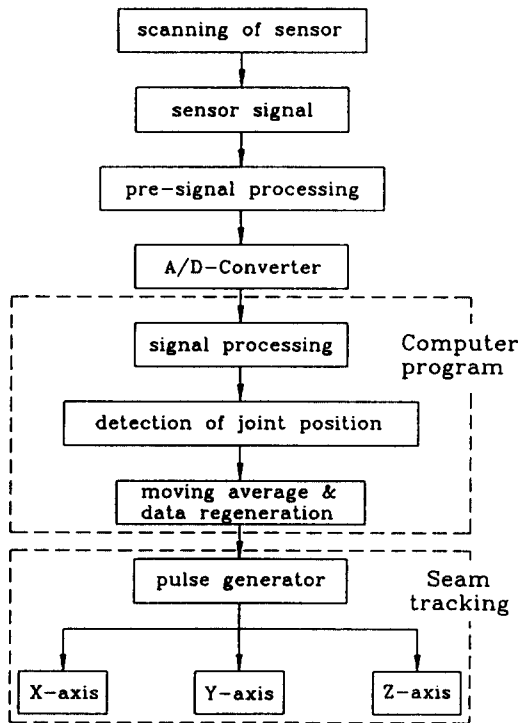 scanning of sensor
sensor signal
pre-signal processing
A/D-Converter
signal processing
Computer
program
detection of joint position
moving average &
data regeneration
pulse generator
Seam
tracking
X-axis
Y-axis
Z-axis